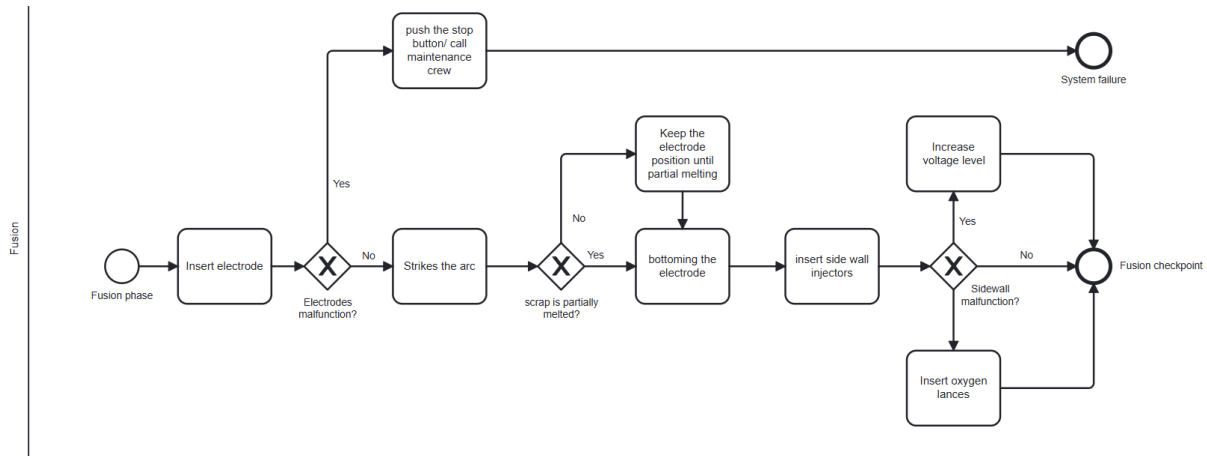 push the stop
button/ call
maintenance
crew
System failure
Keep the
electrode
position until
partial melting
Increase
voltage level
Yes
No
Yes
Fusion
Insert electrode
No
Strikes the arc
Yes
bottoming the
electrode
insert side wall
injectors
No
Fusion checkpoint
Fusion phase
Electrodes
malfunction?
scrap is partially
melted?
Sidewall
malfunction?
Insert oxygen
lances